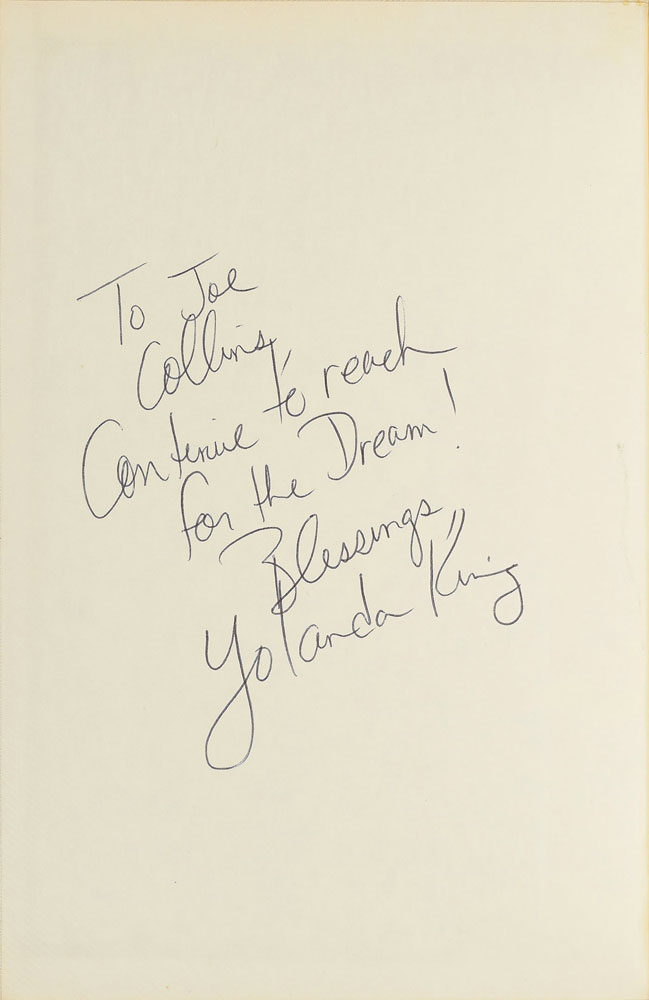 To Joe
Collins,
Continue to reach
for the Dream!
Blessings,
Yolanda King